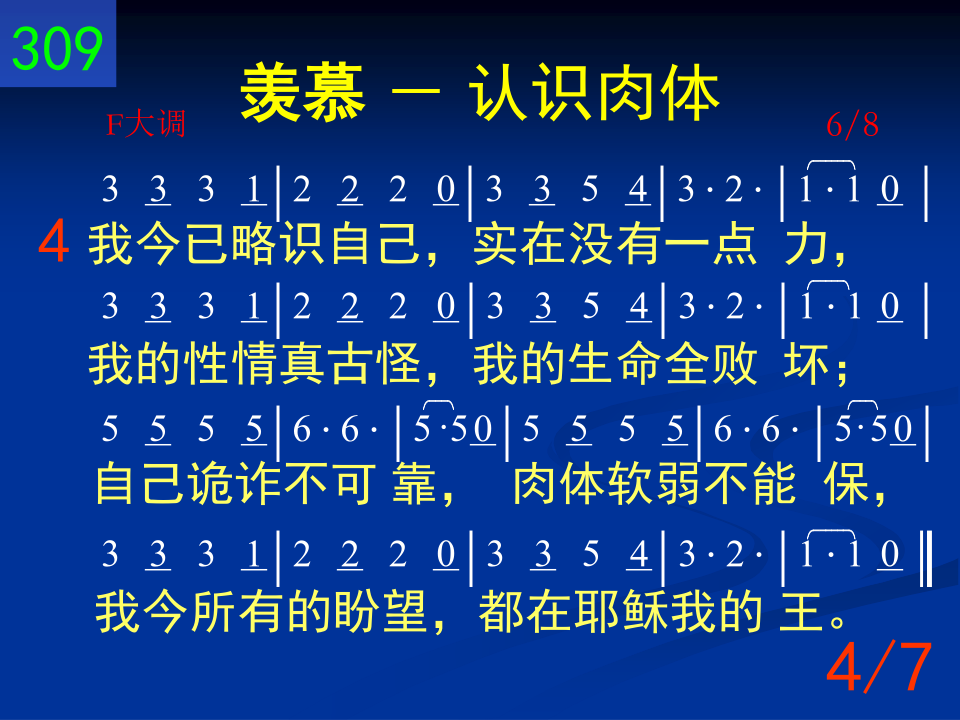 309
羡慕 － 认识肉体
F大调 6/8
3 3 3 1 | 2 2 2 0 | 3 3 5 4 | 3 · 2 · | 1 · 1 0 |
4 我今已略识自己，实在没有一点 力，
3 3 3 1 | 2 2 2 0 | 3 3 5 4 | 3 · 2 · | 1 · 1 0 |
我的性情真古怪，我的生命全败 坏；
5 5 5 5 | 6 · 6 · | 5 · 5 0 | 5 5 5 5 | 6 · 6 · | 5 · 5 0 |
自己诡诈不可 靠， 肉体软弱不能 保，
3 3 3 1 | 2 2 2 0 | 3 3 5 4 | 3 · 2 · | 1 · 1 0 ‖
我今所有的盼望，都在耶稣我的 王。
4/7